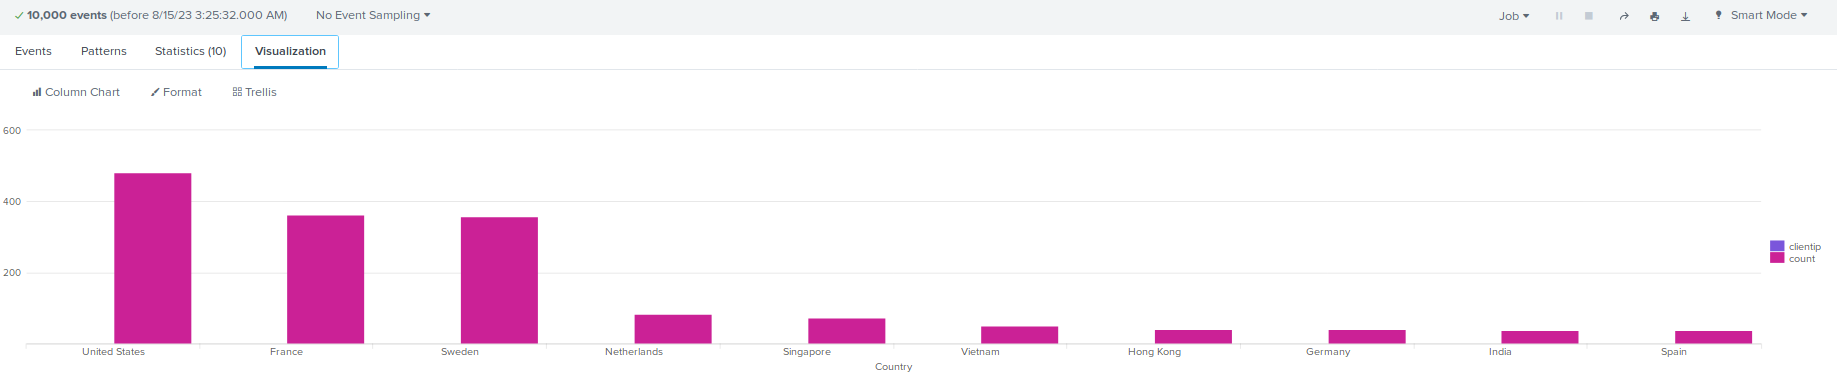 10,000 events (before 8/15/23 3:25:32.000 AM) No Event Sampling Job Smart Mode
Events Patterns Statistics (10) Visualization
Column Chart Format Trellis
600
400
200
clientip
count
United States France Sweden Netherlands Singapore Vietnam Hong Kong Germany India Spain
Country